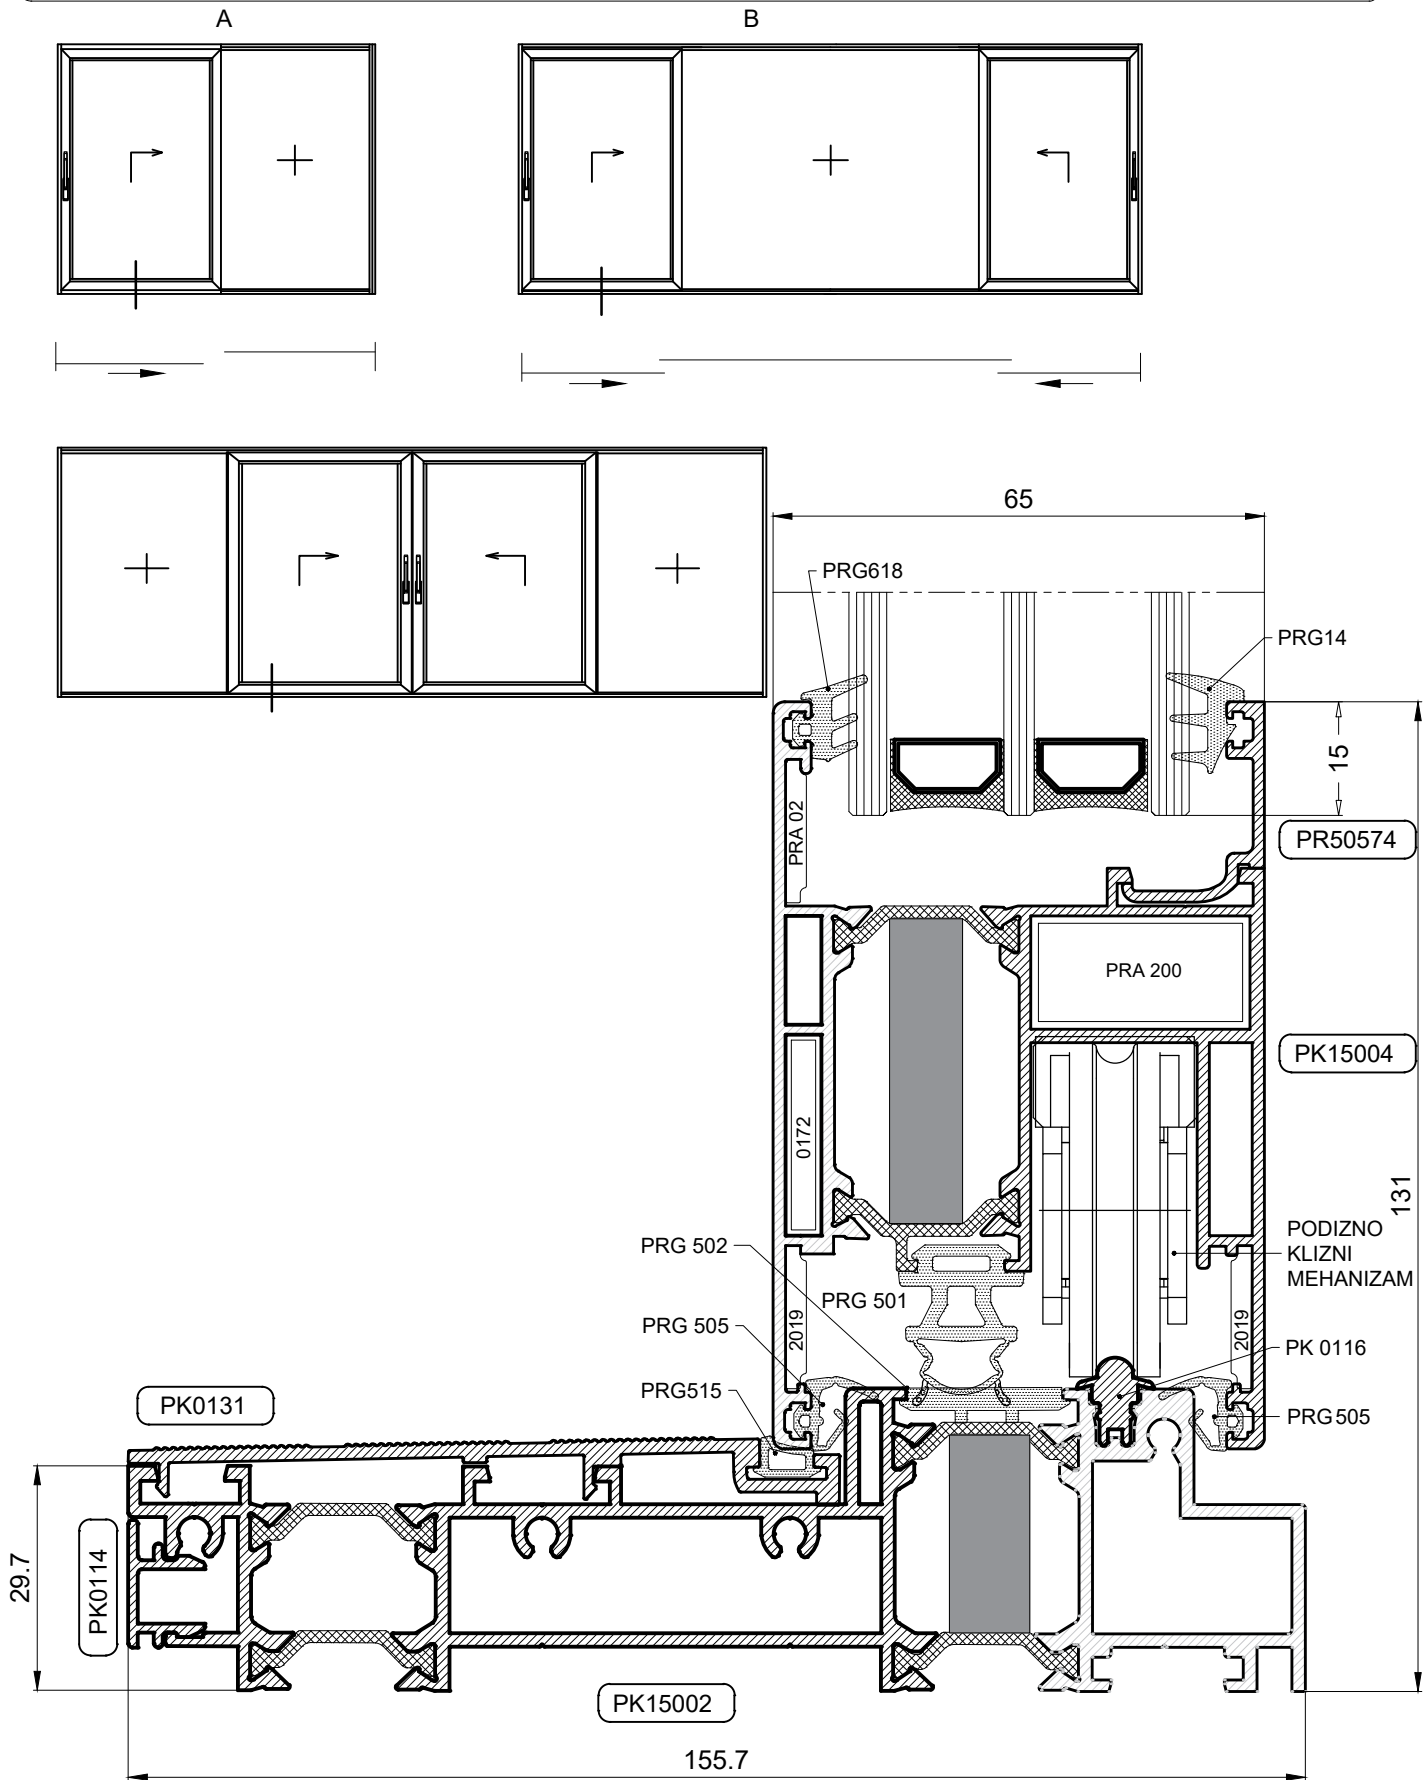 A
B
65
PRG618
PRG14
15
PRA 02
PR50574
PRA 200
PK15004
0172
131
PODIZNO
KLIZNI
MEHANIZAM
PRG 502
PRG 501
PRG 505
2019
2019
PK 0116
PRG515
PRG505
PK0131
29.7
PK0114
PK15002
155.7